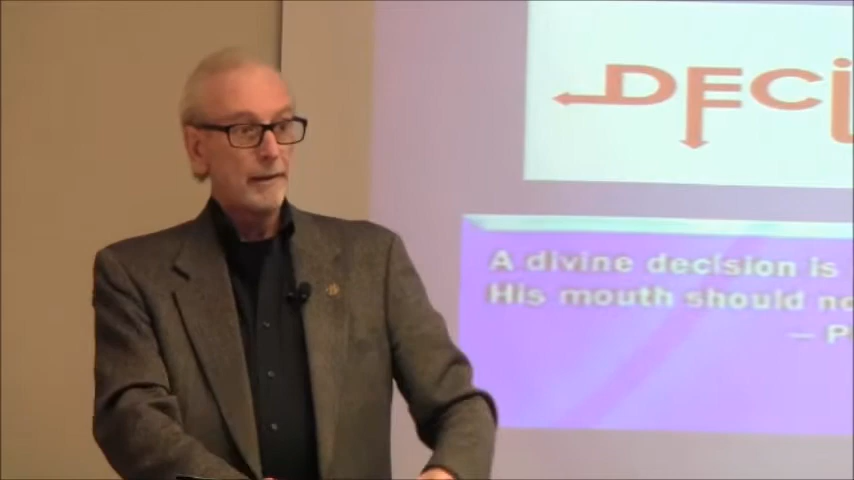 DECi
A Divine Decision is
His mouth should no
— P